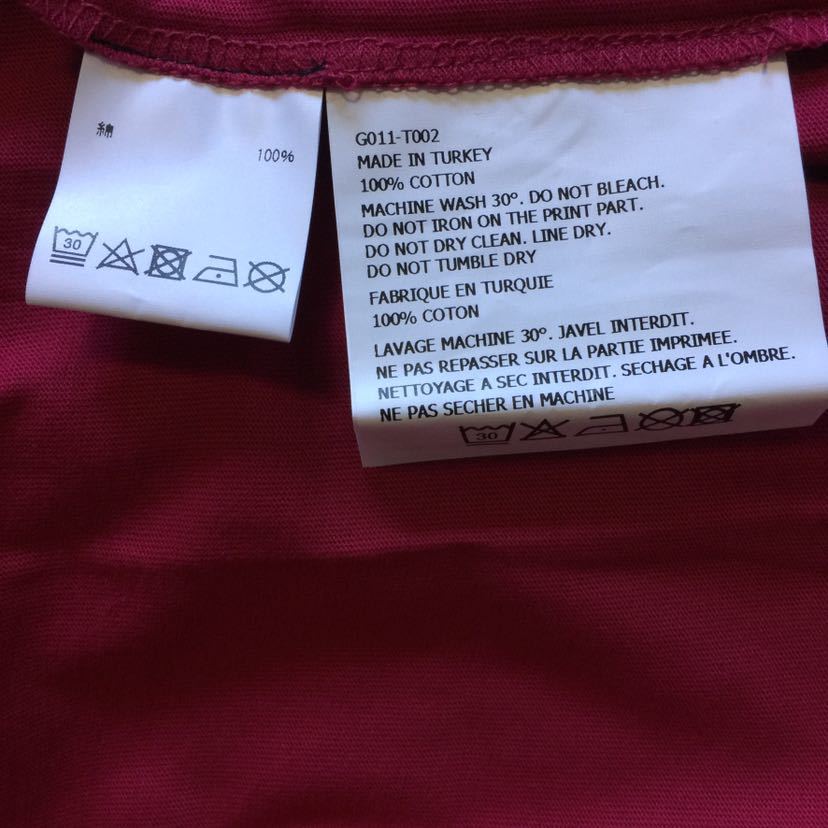 綿
100%
30
G011-T002
MADE IN TURKEY
100% COTTON
MACHINE WASH 30º. DO NOT BLEACH.
DO NOT IRON ON THE PRINT PART.
DO NOT DRY CLEAN. LINE DRY.
DO NOT TUMBLE DRY
FABRIQUE EN TURQUIE
100% COTON
LAVAGE MACHINE 30º. JAVEL INTERDIT.
NE PAS REPASSER SUR LA PARTIE IMPRIMEE.
NETTOYAGE A SEC INTERDIT. SECHAGE A L'OMBRE.
NE PAS SECHER EN MACHINE
30